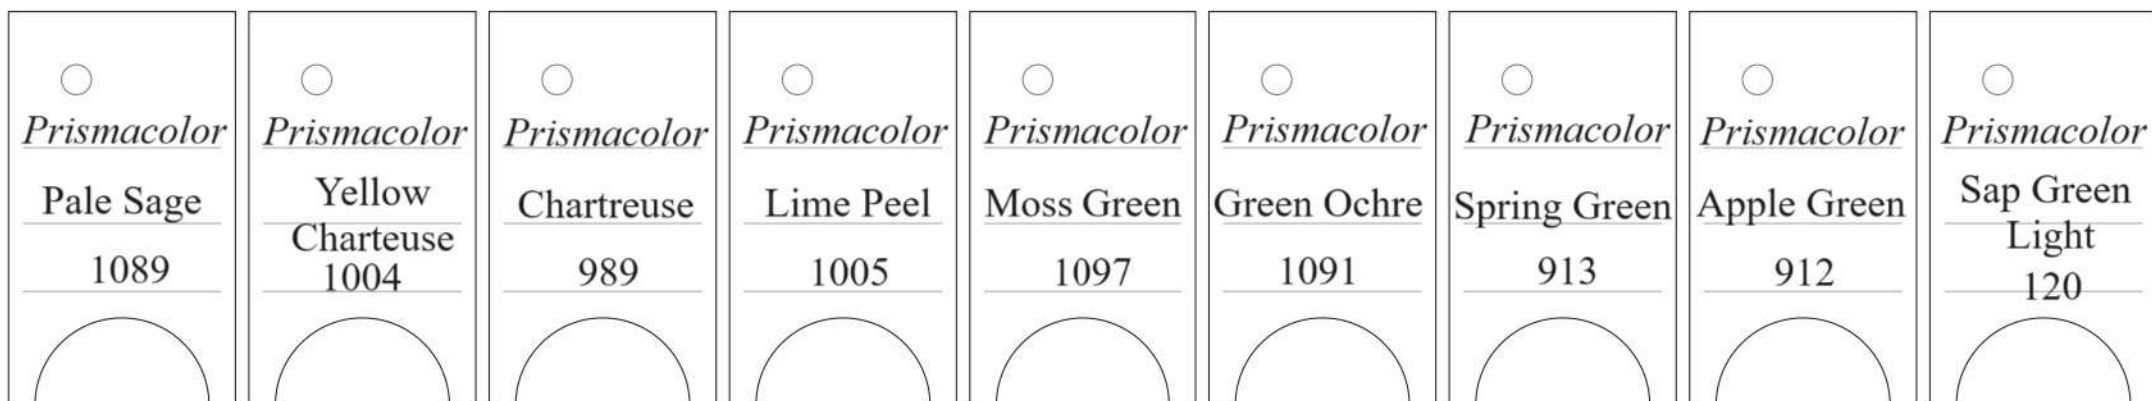 Prismacolor
Pale Sage
1089
Prismacolor
Yellow
Charteuse
1004
Prismacolor
Chartreuse
989
Prismacolor
Lime Peel
1005
Prismacolor
Moss Green
1097
Prismacolor
Green Ochre
1091
Prismacolor
Spring Green
913
Prismacolor
Apple Green
912
Prismacolor
Sap Green
Light
120